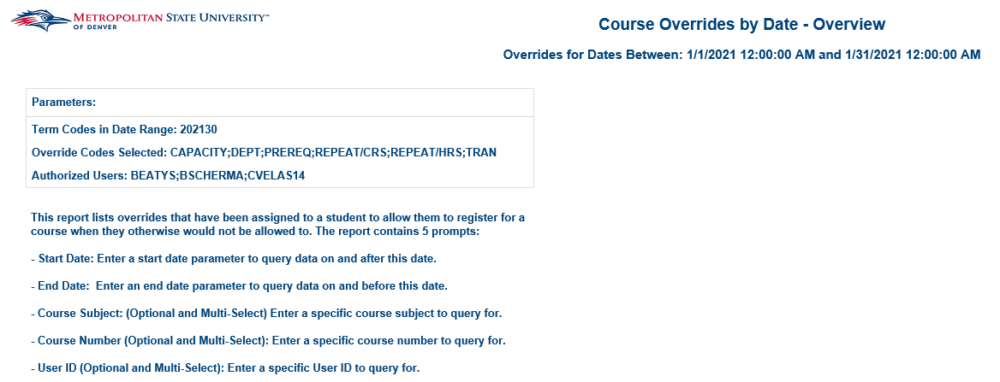 METROPOLITAN STATE UNIVERSITY™
OF DENVER
Course Overrides by Date - Overview
Overrides for Dates Between: 1/1/2021 12:00:00 AM and 1/31/2021 12:00:00 AM
Parameters:
Term Codes in Date Range: 202130
Override Codes Selected: CAPACITY;DEPT;PREREQ;REPEAT/CRS;REPEAT/HRS;TRAN
Authorized Users: BEATYS;BSCHERMA;CVELAS14
This report lists overrides that have been assigned to a student to allow them to register for a
course when they otherwise would not be allowed to. The report contains 5 prompts:
- Start Date: Enter a start date parameter to query data on and after this date.
- End Date:  Enter an end date parameter to query data on and before this date.
- Course Subject: (Optional and Multi-Select) Enter a specific course subject to query for.
- Course Number (Optional and Multi-Select): Enter a specific course number to query for.
- User ID (Optional and Multi-Select): Enter a specific User ID to query for.